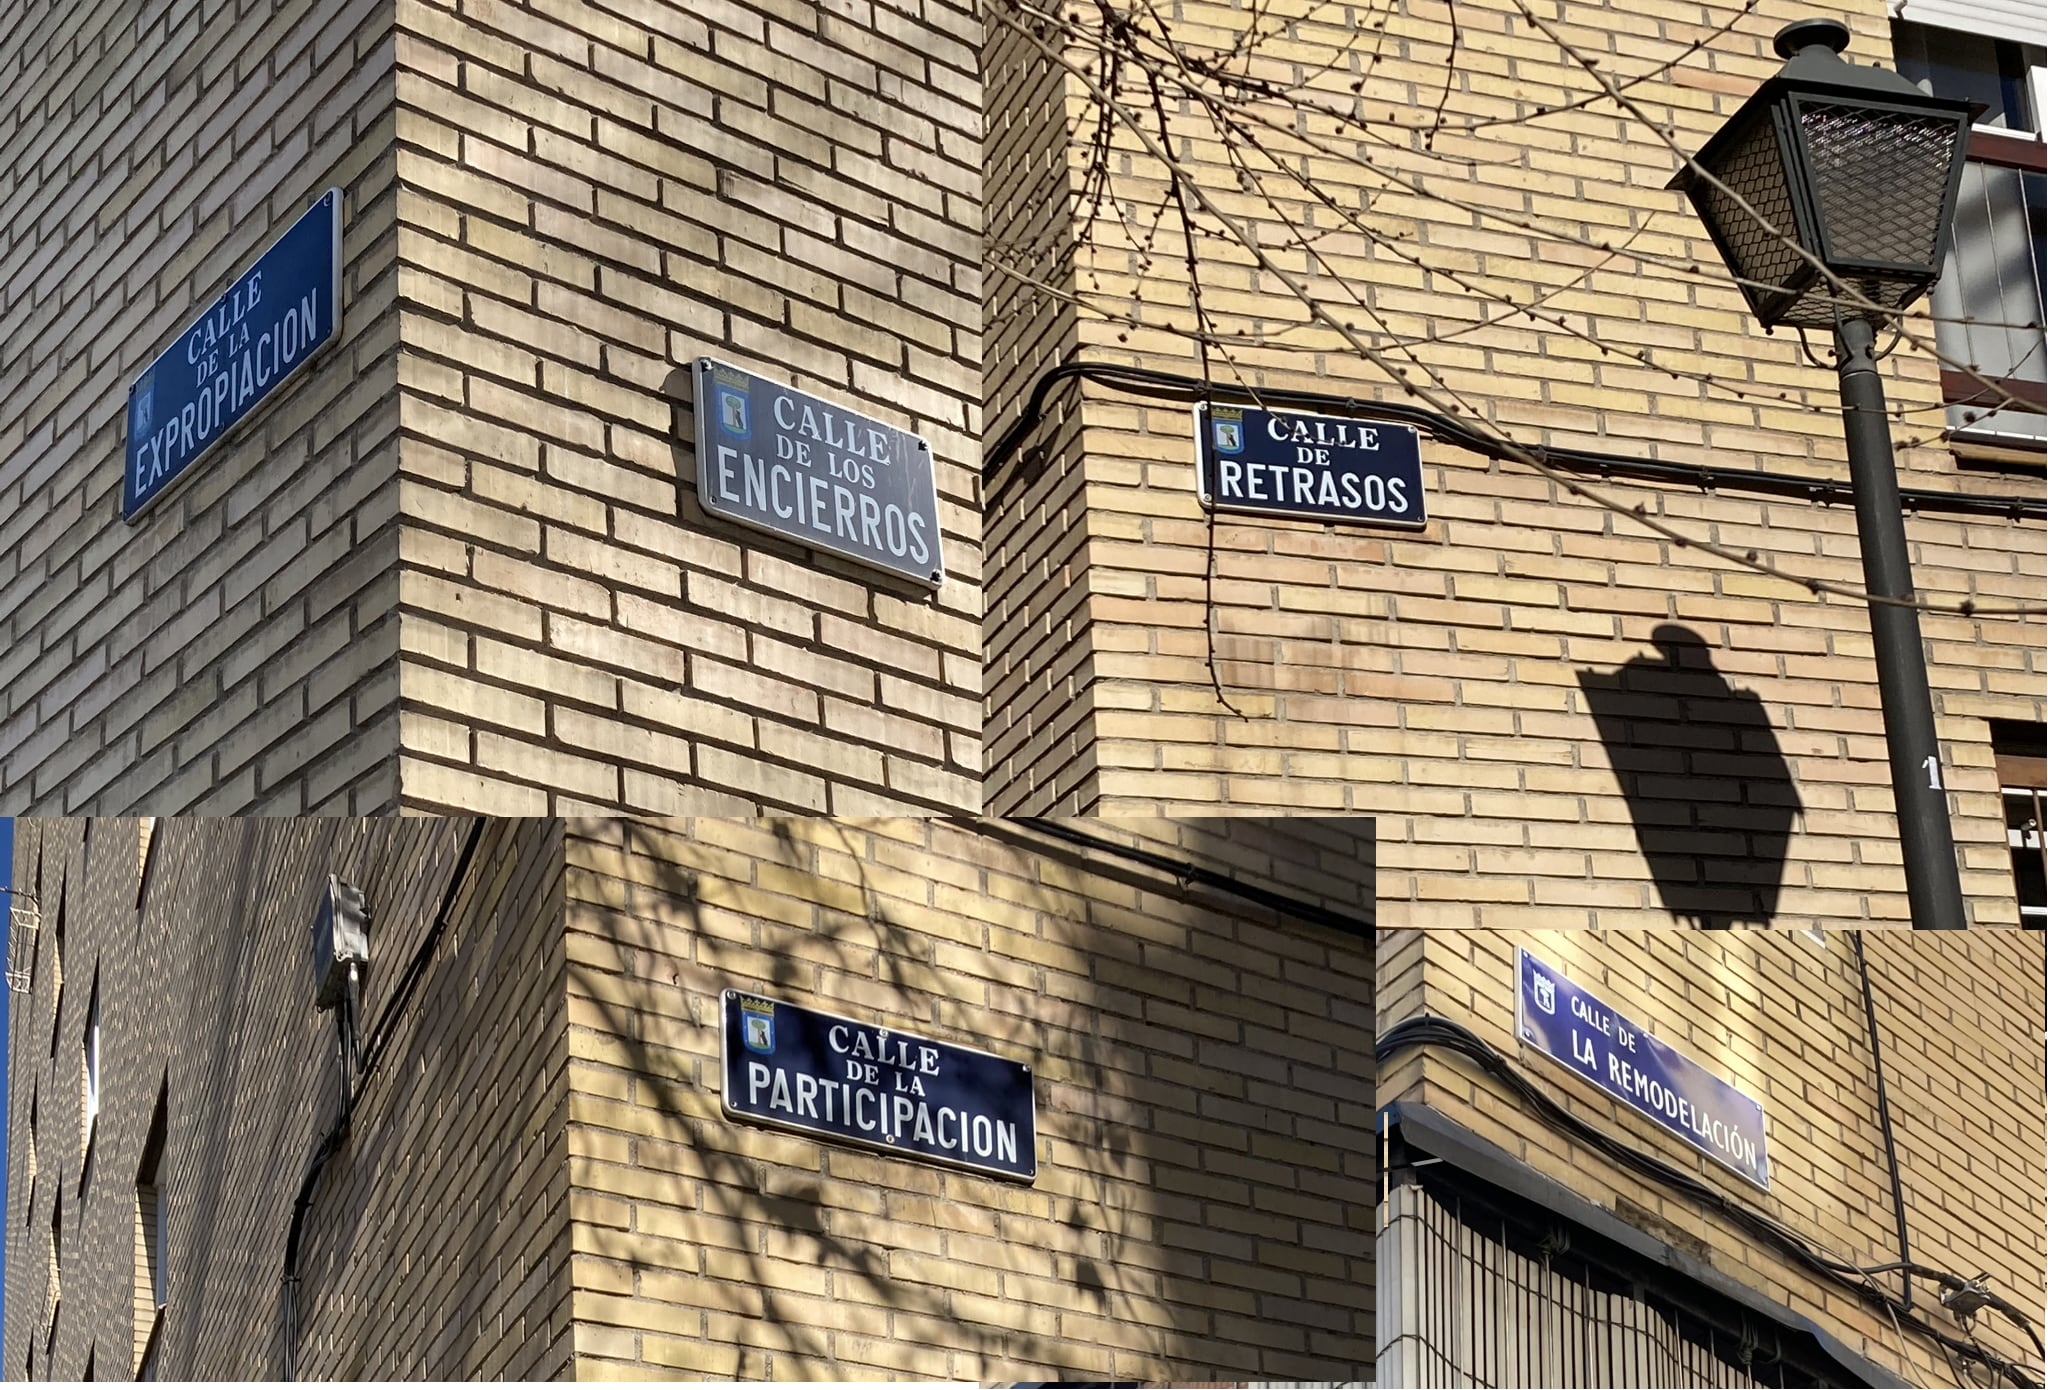 CALLE
DE LA
EXPROPIACION
CALLE
DE LOS
ENCIERROS
CALLE
DE
RETRASOS
1
CALLE
DE LA
PARTICIPACION
CALLE DE
LA REMODELACIÓN